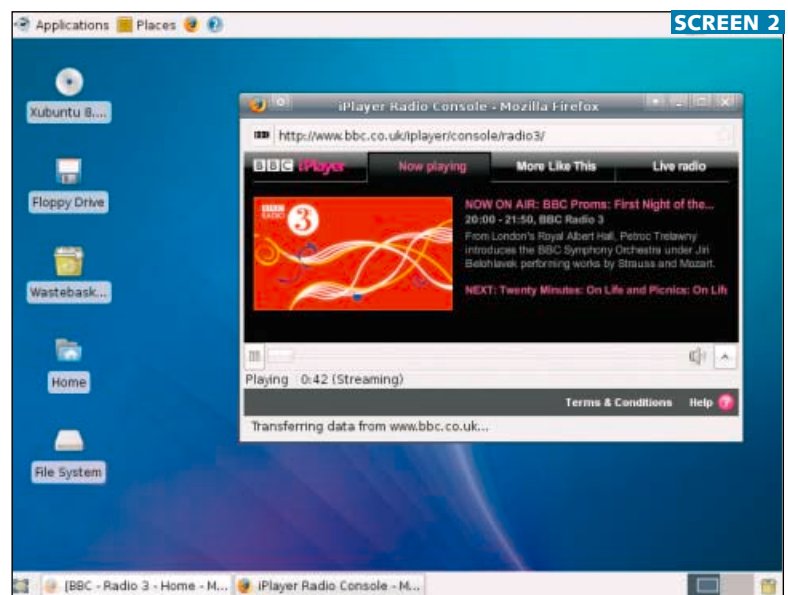 Applications Places
SCREEN 2
Xubuntu 8....
Floppy Drive
Wastebask...
Home
File System
iPlayer Radio Console - Mozilla Firefox
BBC http://www.bbc.co.uk/iplayer/console/radio3/
BBC iPlayer Now playing More Like This Live radio
BBC RADIO 3
NOW ON AIR: BBC Proms: First Night of the...
20:00 - 21:50, BBC Radio 3
From London's Royal Albert Hall, Petroc Trelawny
introduces the BBC Symphony Orchestra under Jiri
Belohlavek performing works by Strauss and Mozart.
NEXT: Twenty Minutes: On Life and Picnics: On Lif
Playing 0:42 (Streaming)
Terms & Conditions Help ?
Transferring data from www.bbc.co.uk...
[BBC - Radio 3 - Home - M... iPlayer Radio Console - M...